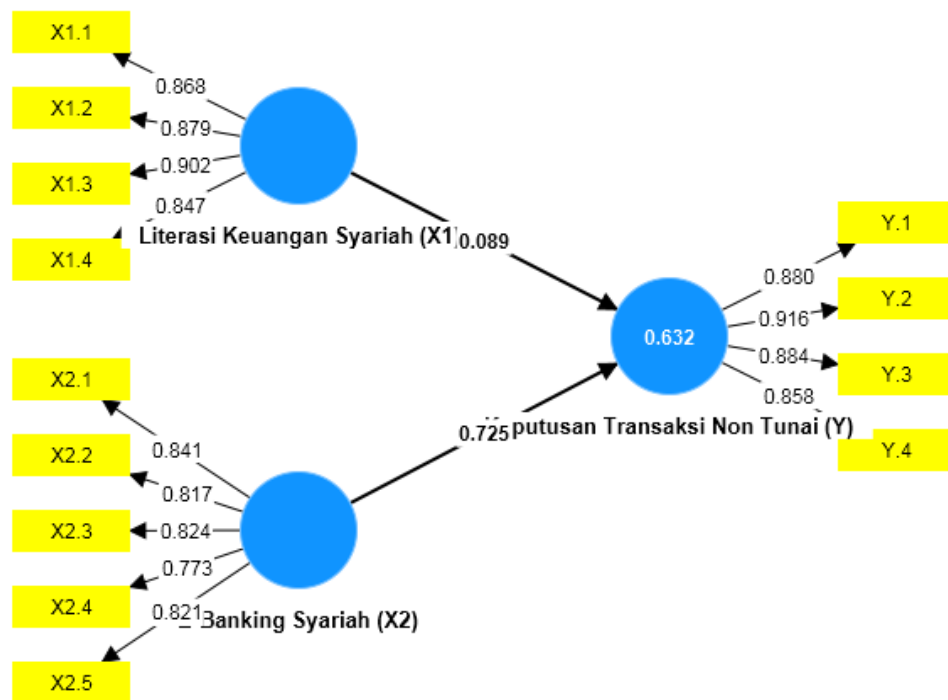 X1.1
0.868
X1.2
0.879
X1.3
0.902
0.847
X1.4
Literasi Keuangan Syariah (X1)
0.089
Y.1
0.880
Y.2
0.916
0.632
Y.3
0.884
0.858
Y.4
0.725
putusan Transaksi Non Tunai (Y)
X2.1
0.841
X2.2
0.817
X2.3
0.824
0.773
X2.4
0.821
Banking Syariah (X2)
X2.5